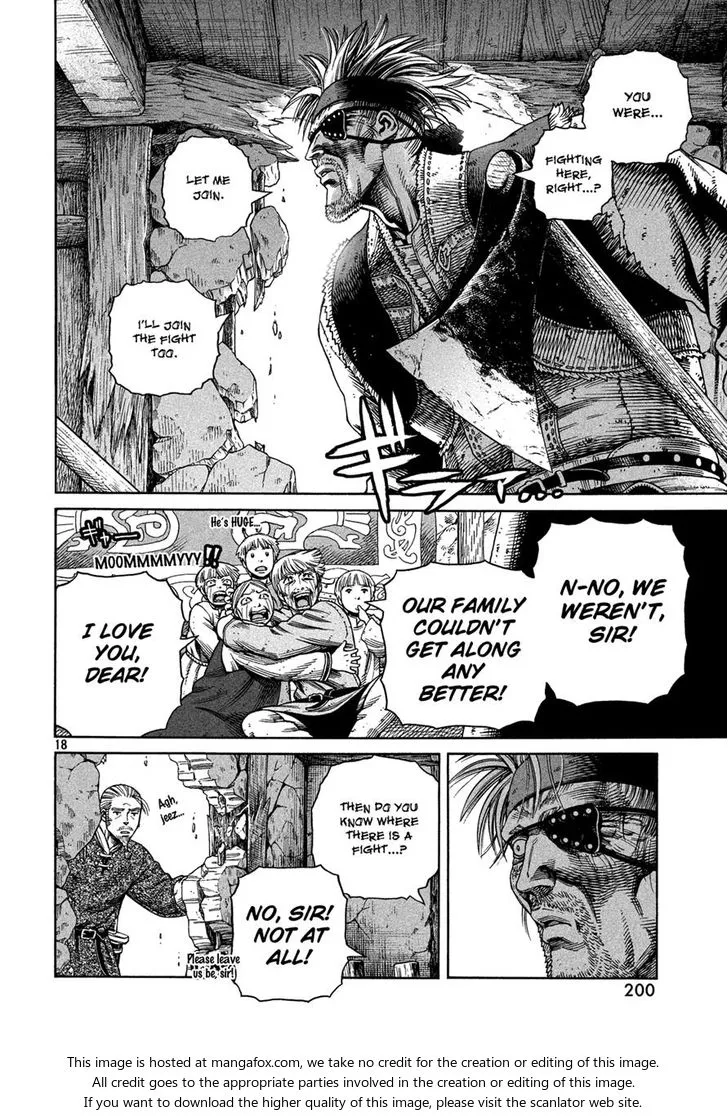 YOU
WERE...
FIGHTING
HERE,
RIGHT...?
LET ME
JOIN.
I'LL JOIN
THE FIGHT
TOO.
N-NO, WE
WEREN'T,
SIR!
OUR FAMILY
COULDN'T
GET ALONG
ANY
BETTER!
He's HUGE...
ギャー
MOOMMMMYYY!!
I LOVE
YOU,
DEAR!
18
THEN DO YOU
KNOW WHERE
THERE IS A
FIGHT...?
Agh,
jeez...
NO, SIR!
NOT AT
ALL!
Please leave
us be, sir!
200
This image is hosted at mangafox.com, we take no credit for the creation or editing of this image.
All credit goes to the appropriate parties involved in the creation or editing of this image.
If you want to download the higher quality of this image, please visit the scanlator web site.